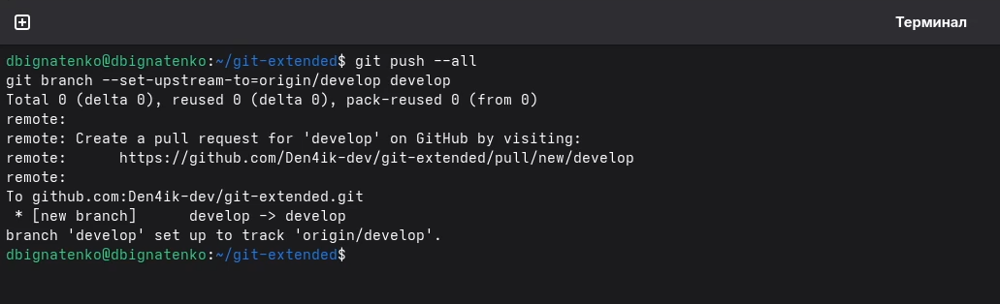 Терминал
dbignatenko@dbignatenko:~/git-extended$ git push --all
git branch --set-upstream-to=origin/develop develop
Total 0 (delta 0), reused 0 (delta 0), pack-reused 0 (from 0)
remote:
remote: Create a pull request for 'develop' on GitHub by visiting:
remote:      https://github.com/Den4ik-dev/git-extended/pull/new/develop
remote:
To github.com:Den4ik-dev/git-extended.git
 * [new branch]      develop -> develop
branch 'develop' set up to track 'origin/develop'.
dbignatenko@dbignatenko:~/git-extended$